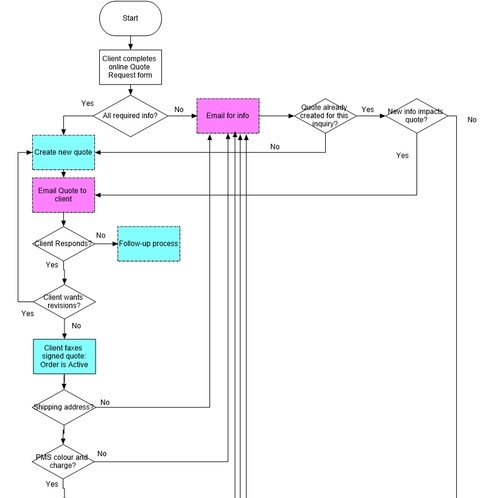 Start
Client completes
online Quote
Request form
Yes
All required info?
No
Email for info
Quote already
created for this
inquiry?
Yes
New info impacts
quote?
No
No
Yes
Create new quote
Email Quote to
client
Client Responds?
No
Follow-up process
Yes
Client wants
revisions?
Yes
No
Client faxes
signed quote:
Order is Active
Shipping address?
No
PMS colour and
charge?
No
Yes